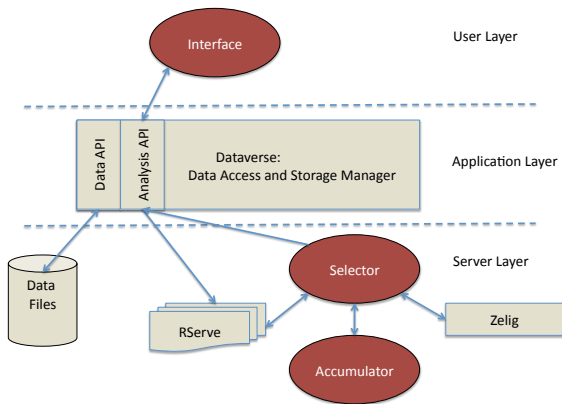 User Layer
Interface
Data API
Analysis API
Dataverse:
Data Access and Storage Manager
Application Layer
Server Layer
Selector
Data
Files
RServe
Zelig
Accumulator